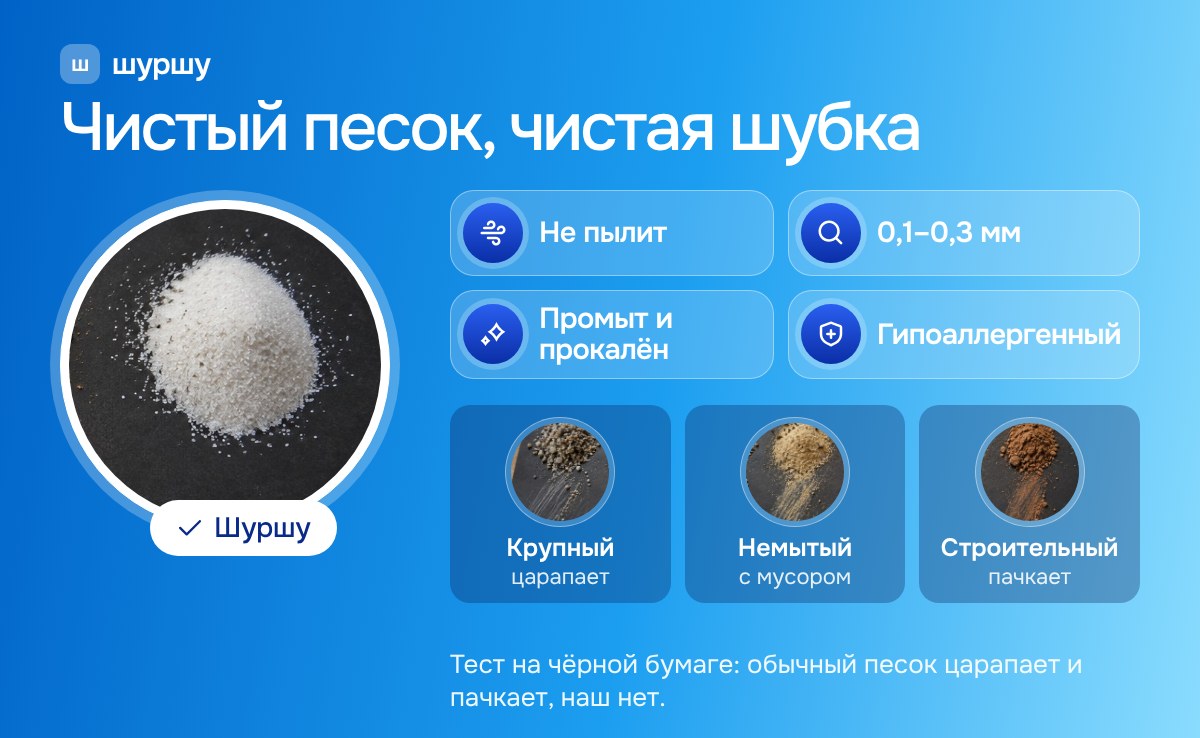 ш шуршу
Чистый песок, чистая шубка
Не пылит
0,1–0,3 мм
Промыт и
прокалён
Гипоаллергенный
Шуршу
Крупный
царапает
Немытый
с мусором
Строительный
пачкает
Тест на чёрной бумаге: обычный песок царапает и
пачкает, наш нет.